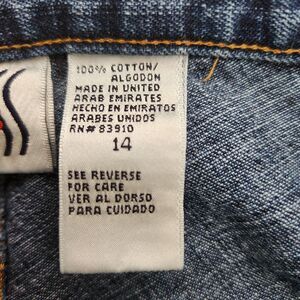 100% COTTON/
ALGODON
MADE IN UNITED
ARAB EMIRATES
HECHO EN EMIRATOS
ARABES UNIDOS
RN# 83910
14
SEE REVERSE
FOR CARE
VER AL DORSO
PARA CUIDADO